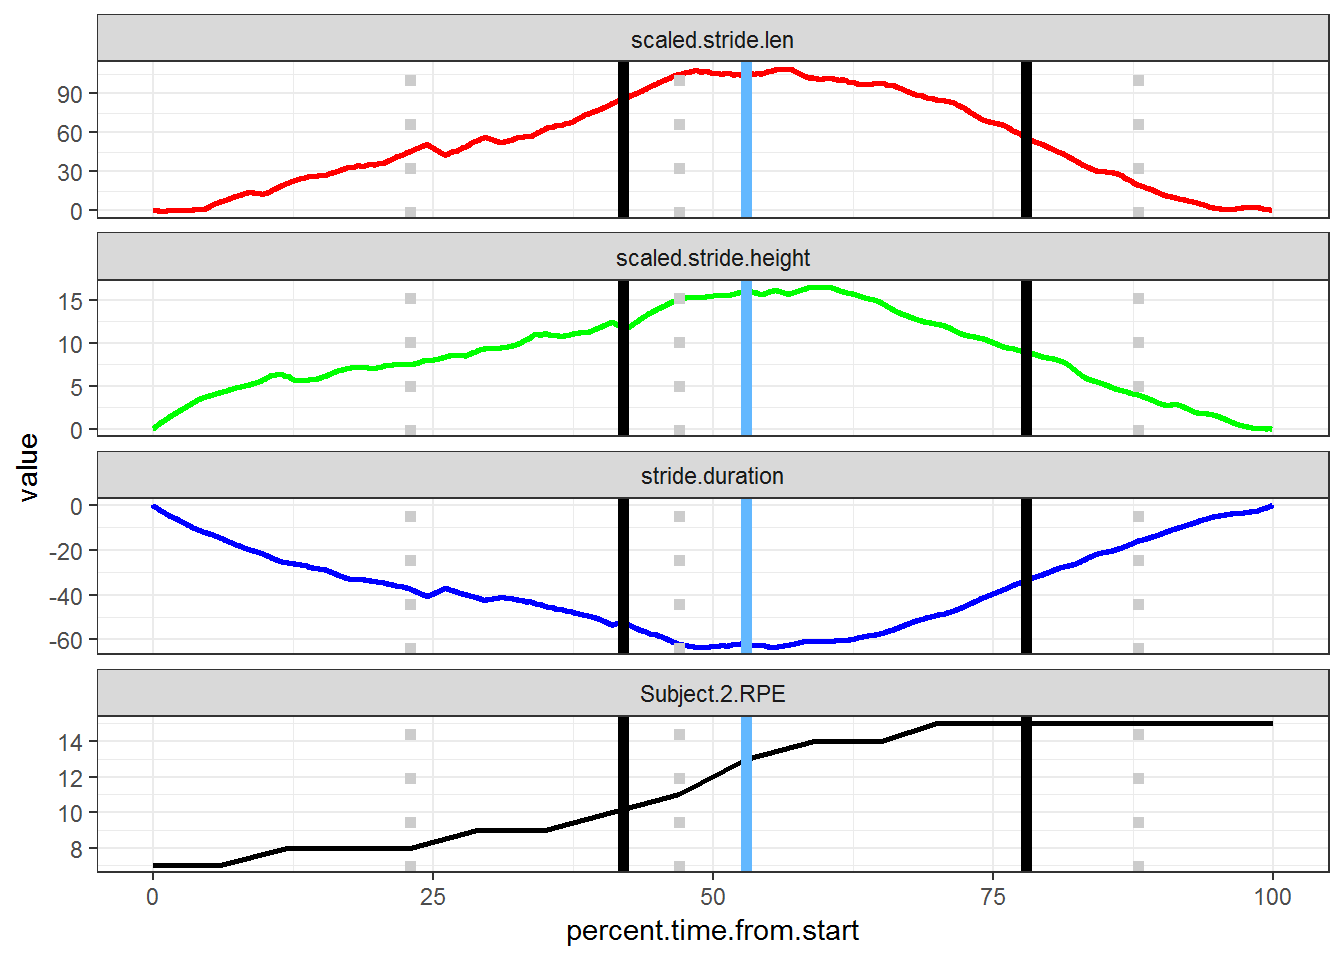 scaled.stride.len
90
60
30
0
scaled.stride.height
15
10
5
0
stride.duration
0
-20
-40
-60
Subject.2.RPE
14
12
10
8
0 25 50 75 100
percent.time.from.start
value